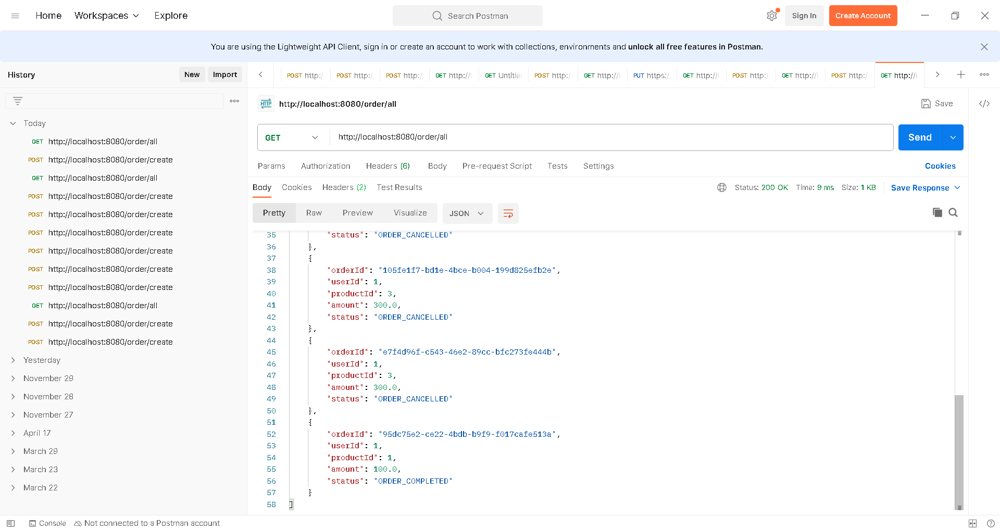 Home Workspaces Explore Search Postman Sign In Create Account
You are using the Lightweight API Client, sign in or create an account to work with collections, environments and unlock all free features in Postman.
History New Import
POST http:/ POST http:/ POST http:/ GET http:// GET Untitle POST http:/ GET http:// PUT https:/ GET http:// POST http:/ GET http:// POST http:/ GET http://
Today
GET http://localhost:8080/order/all
POST http://localhost:8080/order/create
GET http://localhost:8080/order/all
POST http://localhost:8080/order/create
POST http://localhost:8080/order/create
POST http://localhost:8080/order/create
POST http://localhost:8080/order/create
POST http://localhost:8080/order/create
POST http://localhost:8080/order/create
GET http://localhost:8080/order/all
POST http://localhost:8080/order/create
POST http://localhost:8080/order/create
Yesterday
November 29
November 28
November 27
April 17
March 29
March 23
March 22
HTTP http://localhost:8080/order/all Save
GET http://localhost:8080/order/all Send
Params Authorization Headers (6) Body Pre-request Script Tests Settings Cookies
Body Cookies Headers (2) Test Results Status: 200 OK Time: 9 ms Size: 1 KB Save Response
Pretty Raw Preview Visualize JSON
35 "status": "ORDER_CANCELLED"
36 },
37 {
38 "orderId": "105fe1f7-bd1e-4bce-b004-199d825efb2e",
39 "userId": 1,
40 "productId": 3,
41 "amount": 300.0,
42 "status": "ORDER_CANCELLED"
43 },
44 {
45 "orderId": "e7f4d96f-c543-46e2-89cc-bfc273fe444b",
46 "userId": 1,
47 "productId": 3,
48 "amount": 300.0,
49 "status": "ORDER_CANCELLED"
50 },
51 {
52 "orderId": "95dc75e2-ce22-4bdb-b9f9-f017cafe513a",
53 "userId": 1,
54 "productId": 1,
55 "amount": 100.0,
56 "status": "ORDER_COMPLETED"
57 }
58 ]
Console Not connected to a Postman account